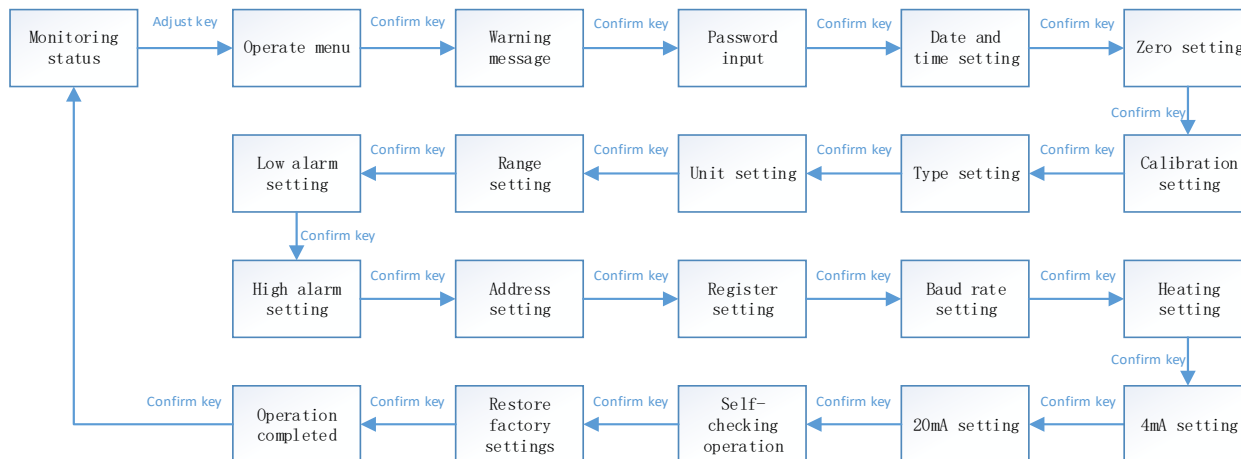 Adjust key
Confirm key
Confirm key
Confirm key
Confirm key
Monitoring
status
Operate menu
Warning
message
Password
input
Date and
time setting
Zero setting
Confirm key
Confirm key
Confirm key
Confirm key
Confirm key
Low alarm
setting
Range
setting
Unit setting
Type setting
Calibration
setting
Confirm key
Confirm key
Confirm key
Confirm key
Confirm key
High alarm
setting
Address
setting
Register
setting
Baud rate
setting
Heating
setting
Confirm key
Confirm key
Confirm key
Confirm key
Confirm key
Confirm key
Operation
completed
Restore
factory
settings
Self-
checking
operation
20mA setting
4mA setting